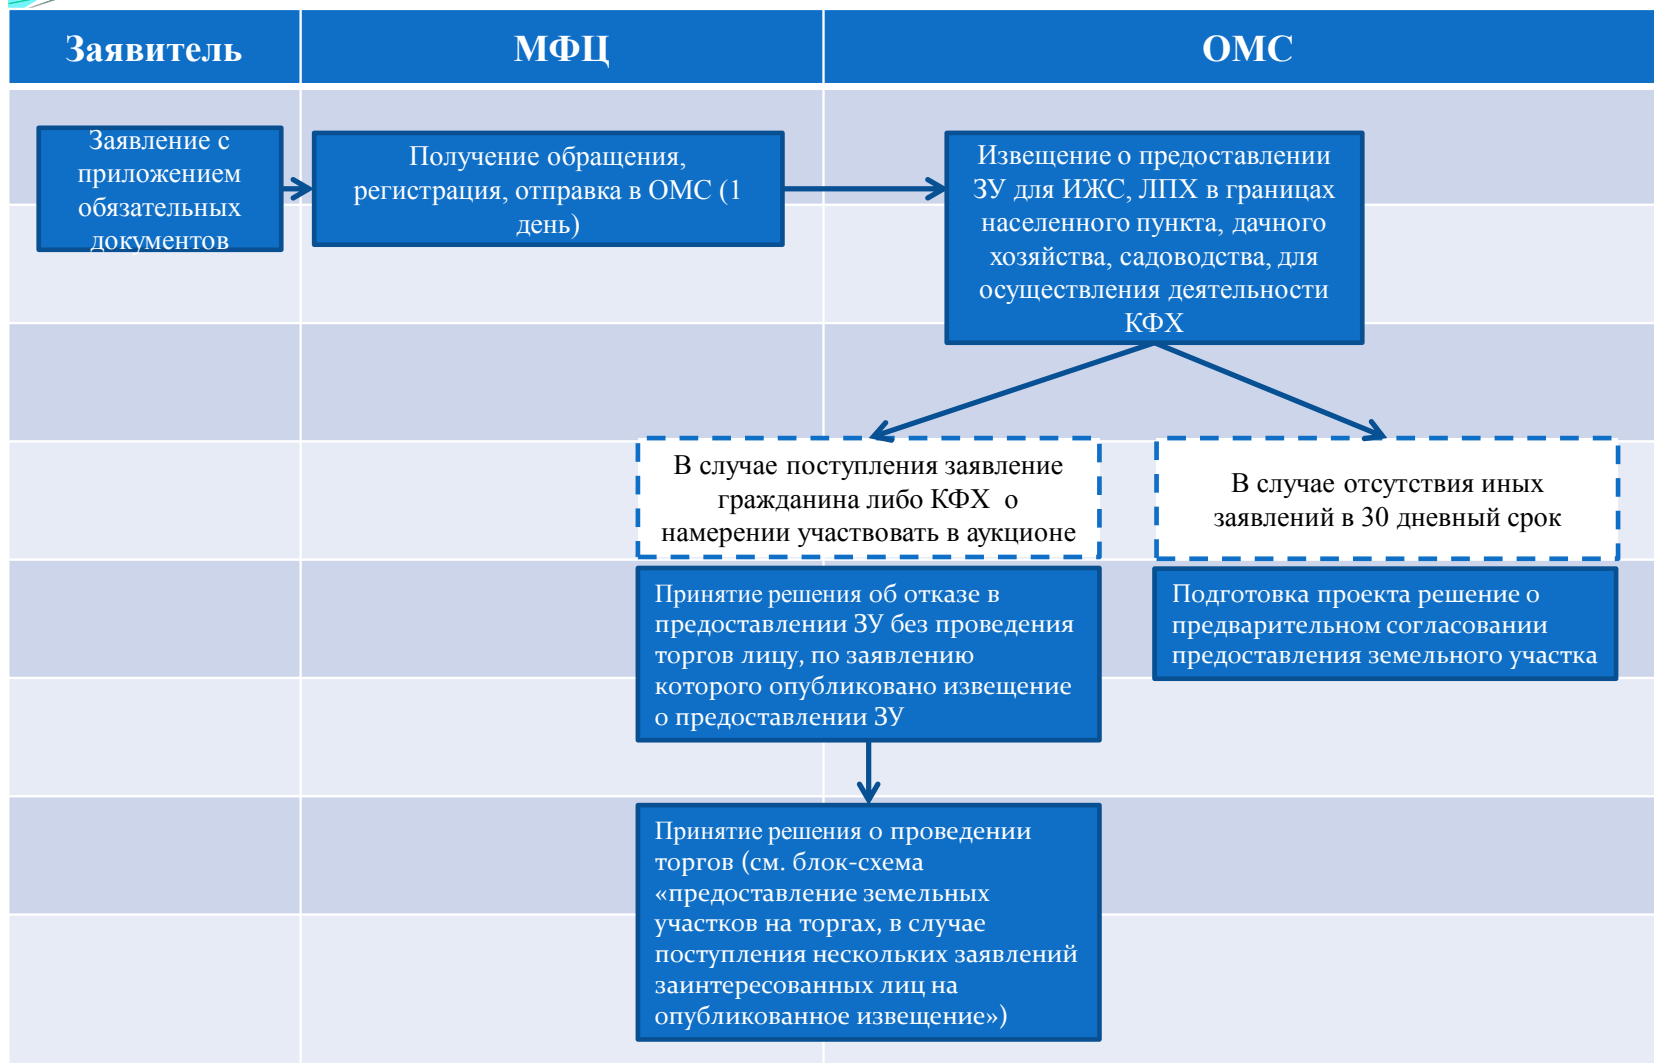 Заявитель
МФЦ
ОМС
Заявление с
приложением
обязательных
документов
Получение обращения,
регистрация, отправка в ОМС (1
день)
Извещение о предоставлении
ЗУ для ИЖС, ЛПХ в границах
населенного пункта, дачного
хозяйства, садоводства, для
осуществления деятельности
КФХ
В случае поступления заявление
гражданина либо КФХ о
намерении участвовать в аукционе
В случае отсутствия иных
заявлений в 30 дневный срок
Принятие решения об отказе в
предоставлении ЗУ без проведения
торгов лицу, по заявлению
которого опубликовано извещение
о предоставлении ЗУ
Подготовка проекта решение о
предварительном согласовании
предоставления земельного участка
Принятие решения о проведении
торгов (см. блок-схема
«предоставление земельных
участков на торгах, в случае
поступления нескольких заявлений
заинтересованных лиц на
опубликованное извещение»)